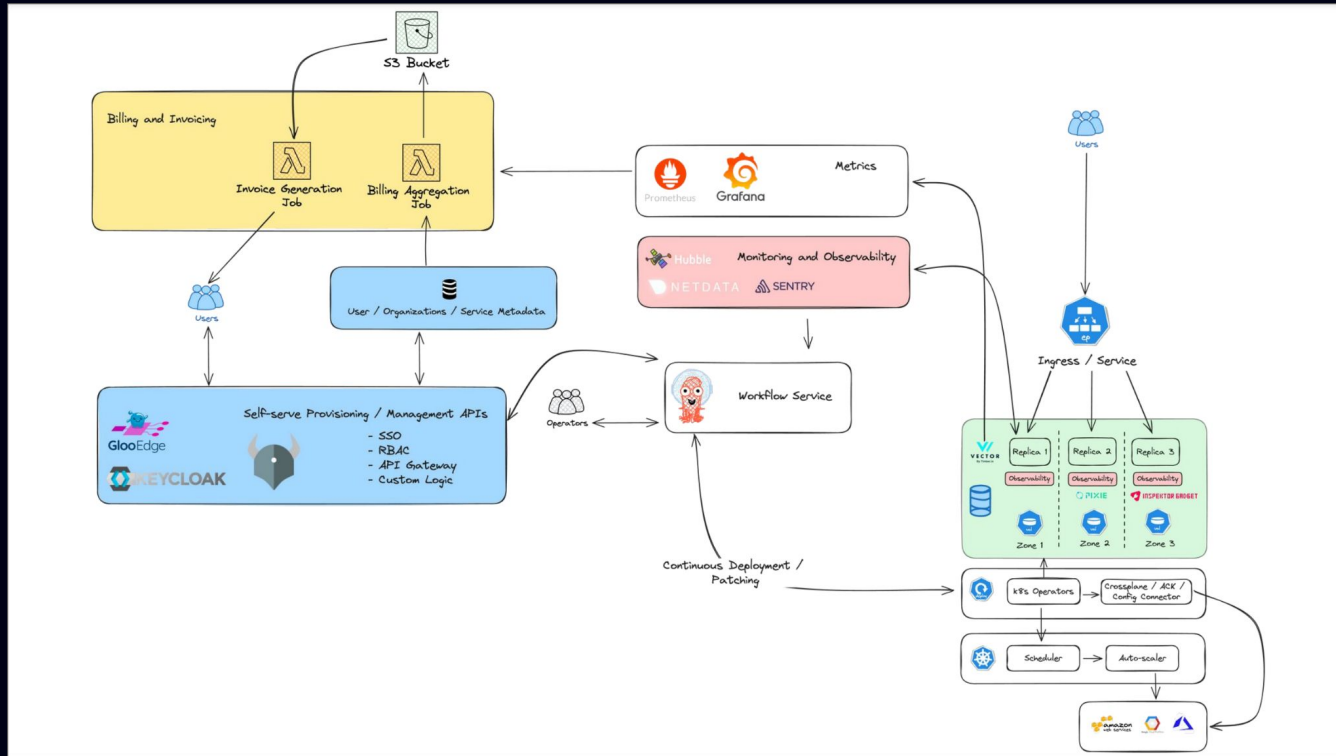 S3 Bucket
Billing and Invoicing
Invoice Generation
Job
Billing Aggregation
Job
Users
User / Organizations / Service Metadata
GlooEdge
KEYCLOAK
Self-serve Provisioning / Management APIs
- SSO
- RBAC
- API Gateway
- Custom Logic
Prometheus
Grafana
Metrics
Hubble
Monitoring and Observability
NETDATA
SENTRY
Operators
Workflow Service
Continuous Deployment /
Patching
Users
ep
Ingress / Service
VECTOR
Replica 1
Replica 2
Replica 3
Observability
Observability
Observability
PIXIE
INSPEKTOR GADGET
vol
vol
vol
Zone 1
Zone 2
Zone 3
k8s Operators
Crossplane / ACK /
Config Connector
Scheduler
Auto-scaler
amazon
web services